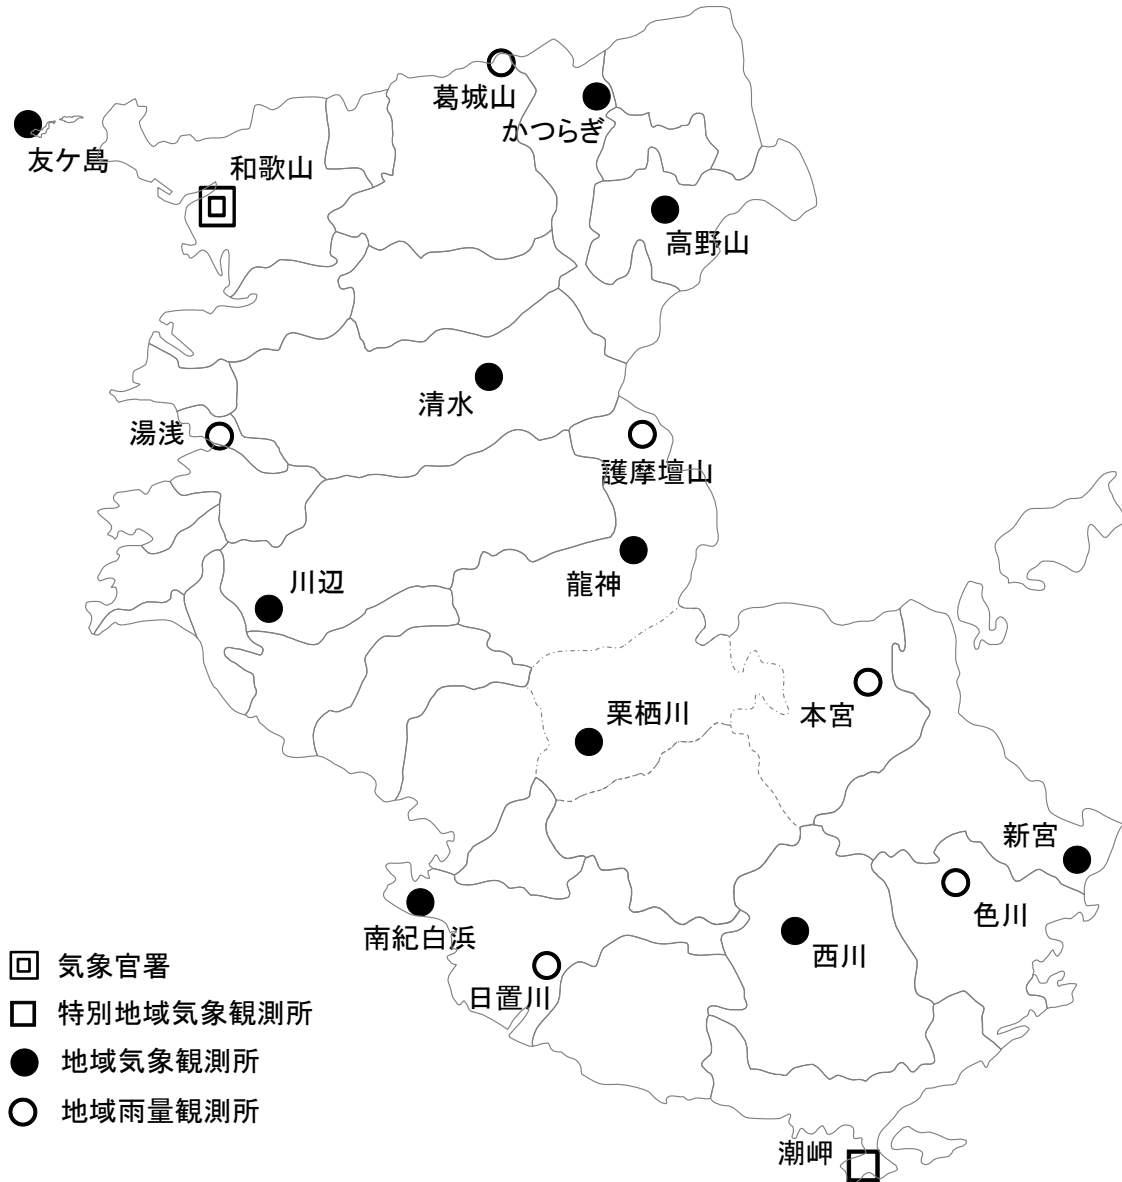 葛城山
かつらぎ
友ケ島
和歌山
高野山
清水
湯浅
護摩壇山
川辺
龍神
栗栖川
本宮
新宮
色川
南紀白浜
西川
日置川
気象官署
特別地域気象観測所
地域気象観測所
地域雨量観測所
潮岬